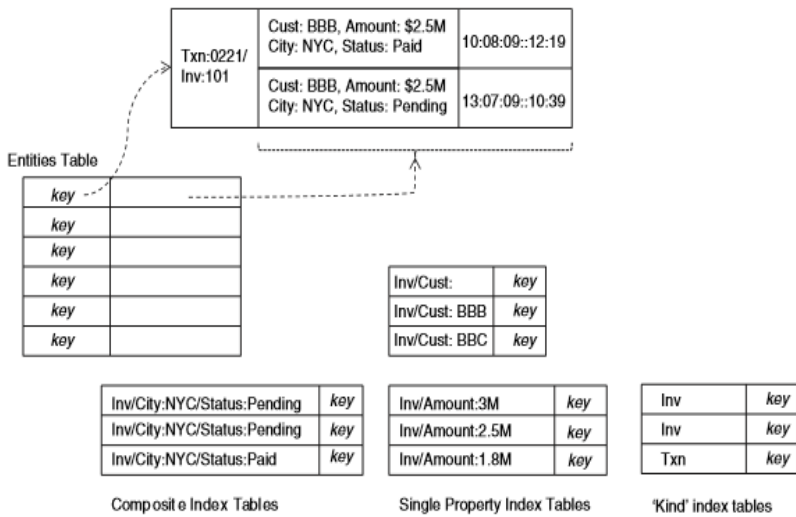 Cust: BBB, Amount: $2.5M
City: NYC, Status: Paid
10:08:09::12:19
Txn:0221/
Inv:101
Cust: BBB, Amount: $2.5M
City: NYC, Status: Pending
13:07:09::10:39
Entities Table
key
key
key
key
key
key
Inv/Cust: key
Inv/Cust: BBB key
Inv/Cust: BBC key
Inv/City:NYC/Status:Pending key
Inv/City:NYC/Status:Pending key
Inv/City:NYC/Status:Paid key
Composite Index Tables
Inv/Amount:3M key
Inv/Amount:2.5M key
Inv/Amount:1.8M key
Single Property Index Tables
Inv key
Inv key
Txn key
'Kind' index tables